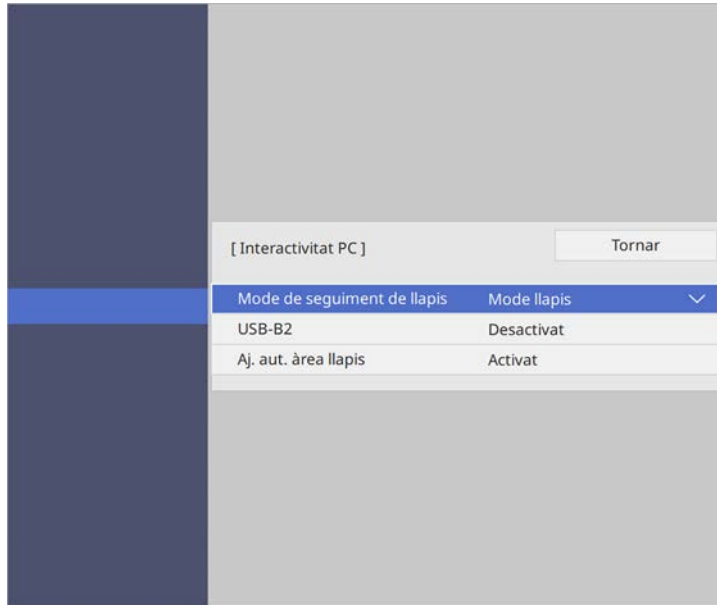 [ Interactivitat PC ] Tornar
Mode de seguiment de llapis Mode llapis
USB-B2 Desactivat
Aj. aut. àrea llapis Activat